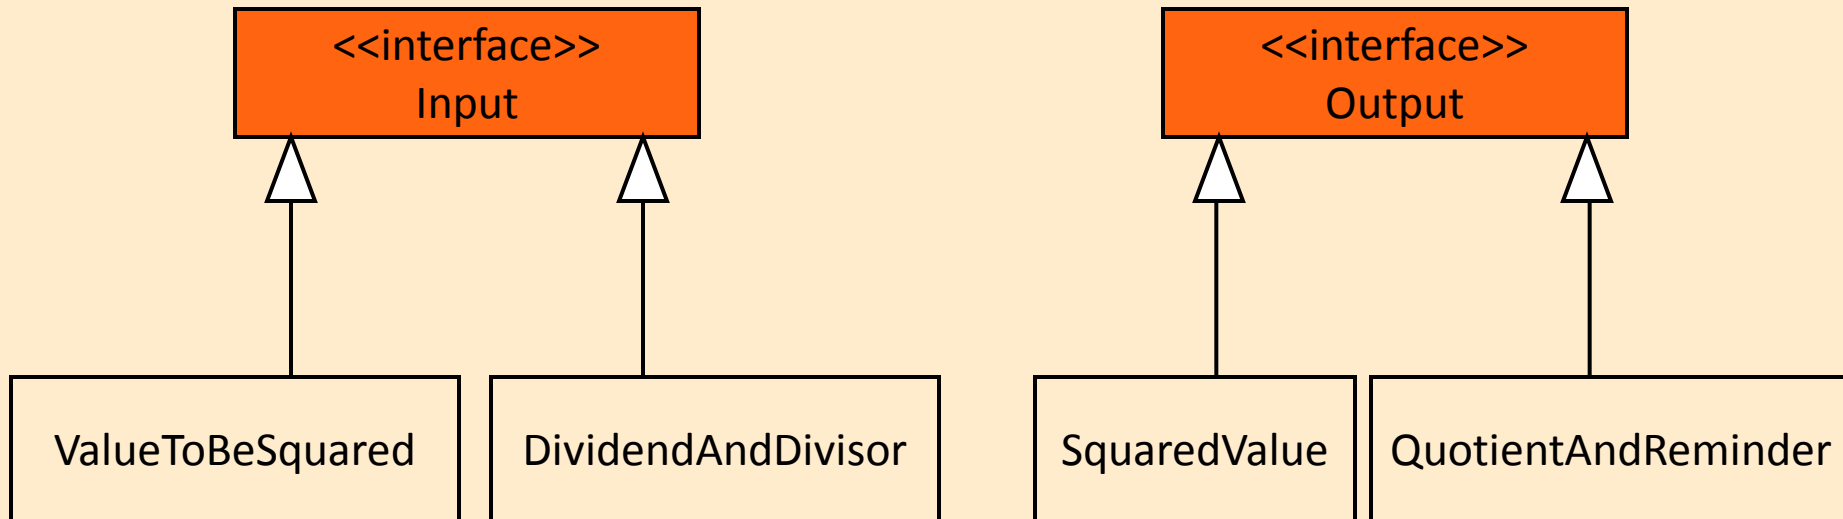 <<interface>>
Input
<<interface>>
Output
ValueToBeSquared
DividendAndDivisor
SquaredValue
QuotientAndReminder